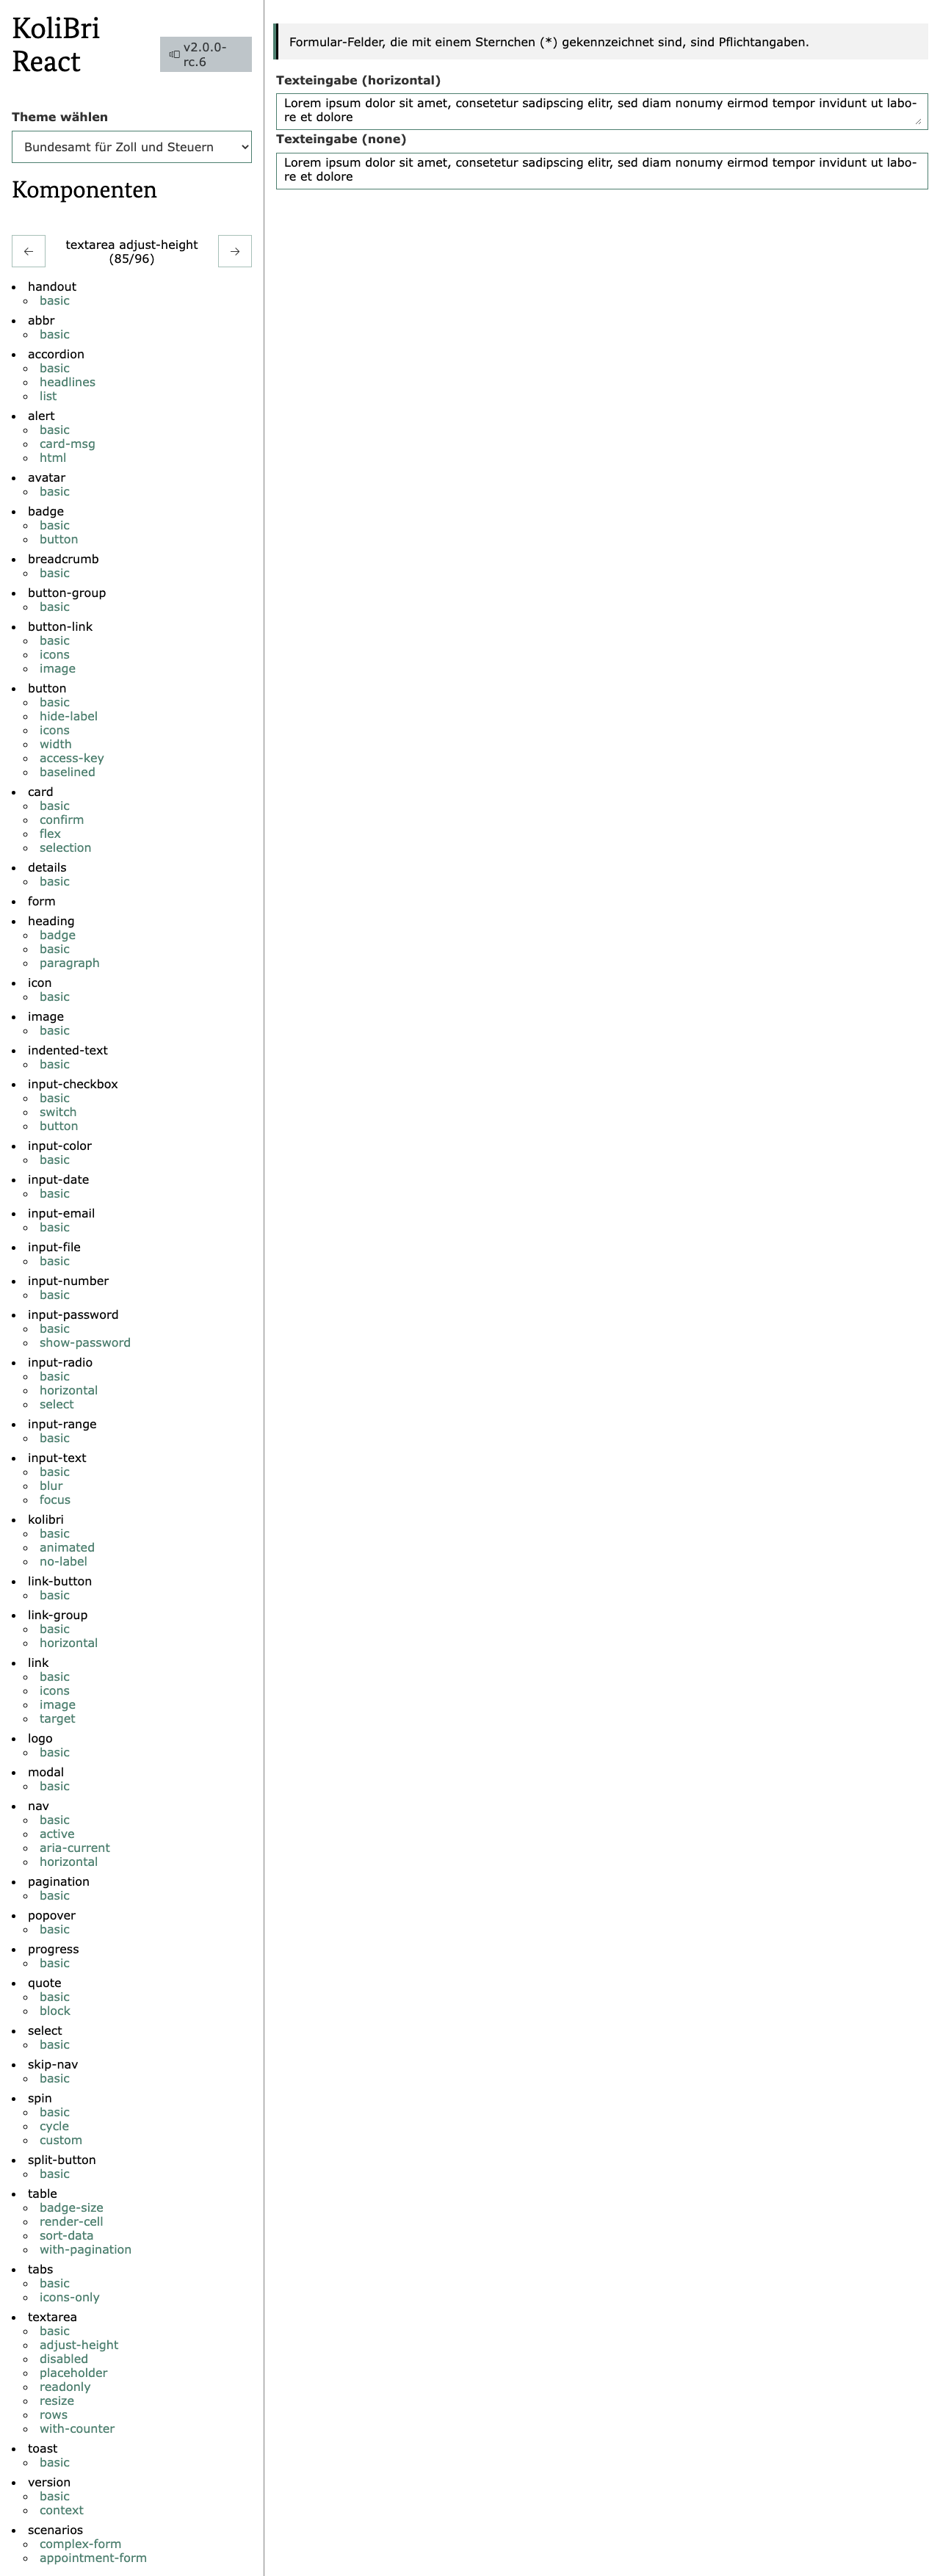 KoliBri
React
v2.0.0-
rc.6
Theme wählen
Bundesamt für Zoll und Steuern
Komponenten
←
textarea adjust-height
(85/96)
→
handout
basic
abbr
basic
accordion
basic
headlines
list
alert
basic
card-msg
html
avatar
basic
badge
basic
button
breadcrumb
basic
button-group
basic
button-link
basic
icons
image
button
basic
hide-label
icons
width
access-key
baselined
card
basic
confirm
flex
selection
details
basic
form
heading
badge
basic
paragraph
icon
basic
image
basic
indented-text
basic
input-checkbox
basic
switch
button
input-color
basic
input-date
basic
input-email
basic
input-file
basic
input-number
basic
input-password
basic
show-password
input-radio
basic
horizontal
select
input-range
basic
input-text
basic
blur
focus
kolibri
basic
animated
no-label
link-button
basic
link-group
basic
horizontal
link
basic
icons
image
target
logo
basic
modal
basic
nav
basic
active
aria-current
horizontal
pagination
basic
popover
basic
progress
basic
quote
basic
block
select
basic
skip-nav
basic
spin
basic
cycle
custom
split-button
basic
table
badge-size
render-cell
sort-data
with-pagination
tabs
basic
icons-only
textarea
basic
adjust-height
disabled
placeholder
readonly
resize
rows
with-counter
toast
basic
version
basic
context
scenarios
complex-form
appointment-form
Formular-Felder, die mit einem Sternchen (*) gekennzeichnet sind, sind Pflichtangaben.
Texteingabe (horizontal)
Lorem ipsum dolor sit amet, consetetur sadipscing elitr, sed diam nonumy eirmod tempor invidunt ut labo-
re et dolore
Texteingabe (none)
Lorem ipsum dolor sit amet, consetetur sadipscing elitr, sed diam nonumy eirmod tempor invidunt ut labo-
re et dolore